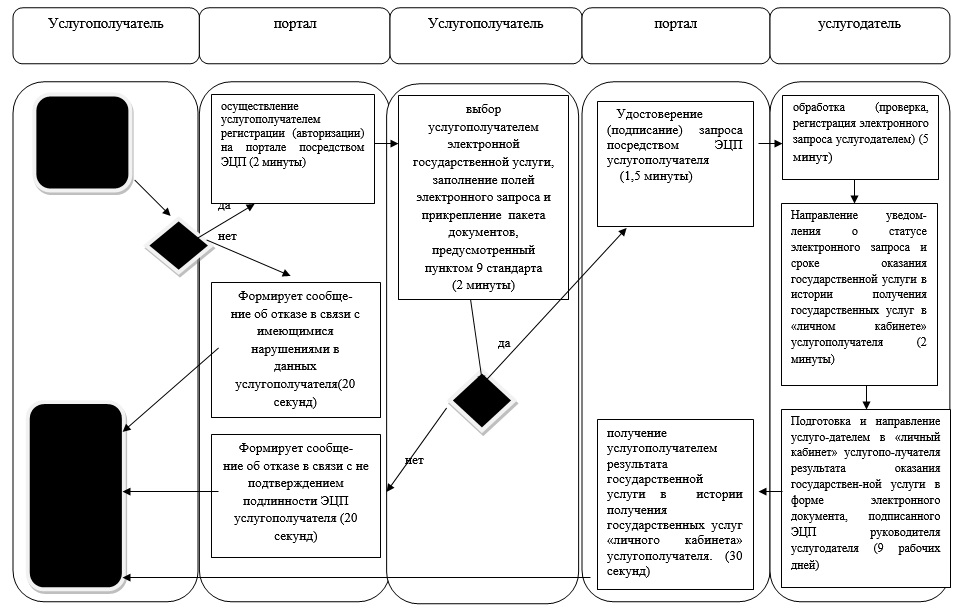 Услугополучатель
портал
Услугополучатель
портал
услугодатель
осуществление
услугополучателем
регистрации (авторизации)
на портале посредством
ЭЦП (2 минуты)
да
нет
Формирует сообще-
ние об отказе в связи с
имеющимися
нарушениями в
данных
услугополучателя(20
секунд)
Формирует сообще-
ние об отказе в связи с не
подтверждением
подлинности ЭЦП
услугополучателя (20
секунд)
выбор
услугополучателем
электронной
государственной услуги,
заполнение полей
электронного запроса и
прикрепление пакета
документов,
предусмотренный
пунктом 9 стандарта
(2 минуты)
да
нет
Удостоверение
(подписание) запроса
посредством ЭЦП
услугополучателя
(1,5 минуты)
получение
услугополучателем
результата
государственной
услуги в истории
получения
государственных услуг
«личного кабинета»
услугополучателя. (30
секунд)
обработка (проверка,
регистрация электронного
запроса услугодателем) (5
минут)
Направление уведом-
ления о статусе
электронного запроса и
сроке оказания
государственной услуги в
истории получения
государственных услуг в
«личном кабинете»
услугополучателя (2
минуты)
Подготовка и направление
услуго-дателем в «личный
кабинет» услугопо-лучателя
результата оказания
государствен-ной услуги в
форме электронного
документа, подписанного
ЭЦП руководителя
услугодателя (9 рабочих
дней)